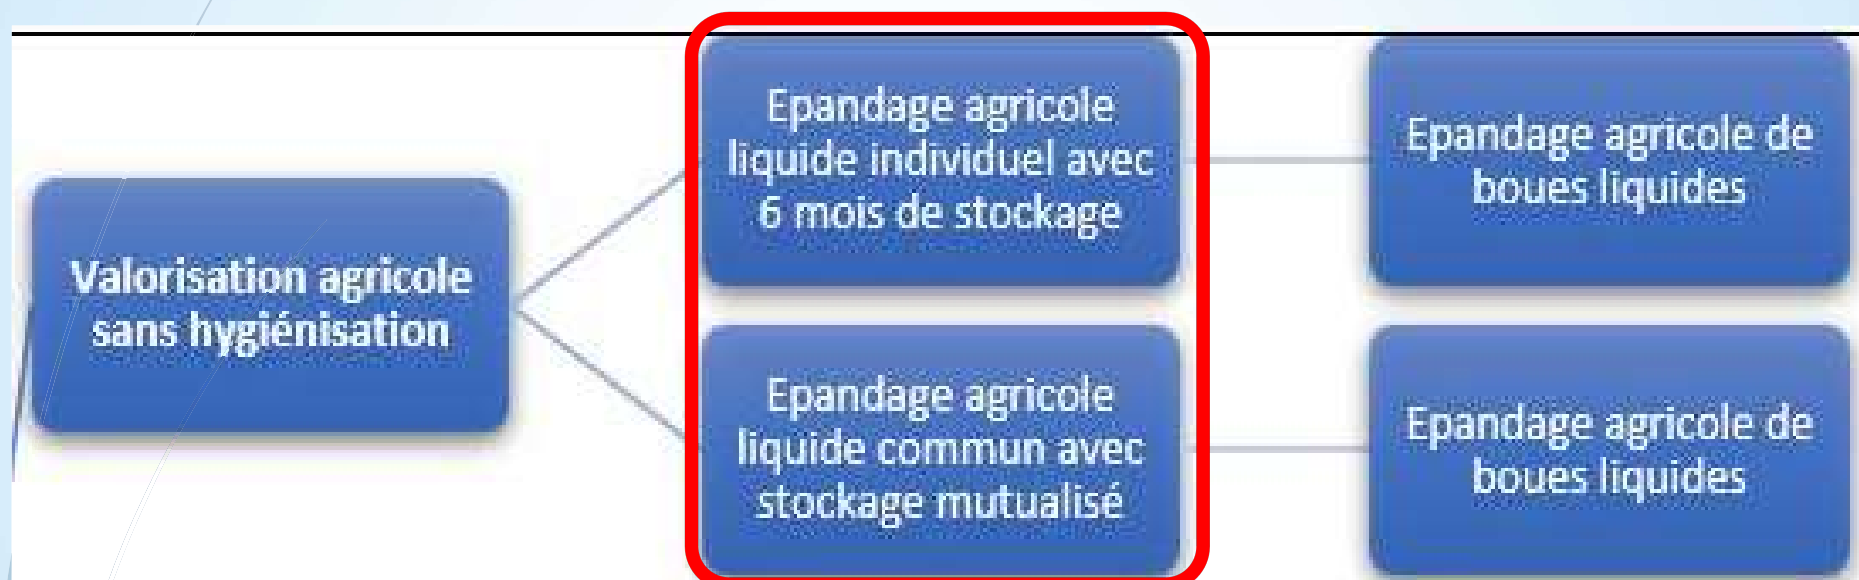 Valorisation agricole
sans hygiénisation
Epandage agricole
liquide individuel avec
6 mois de stockage
Epandage agricole de
boues liquides
Epandage agricole
liquide commun avec
stockage mutualisé
Epandage agricole de
boues liquides